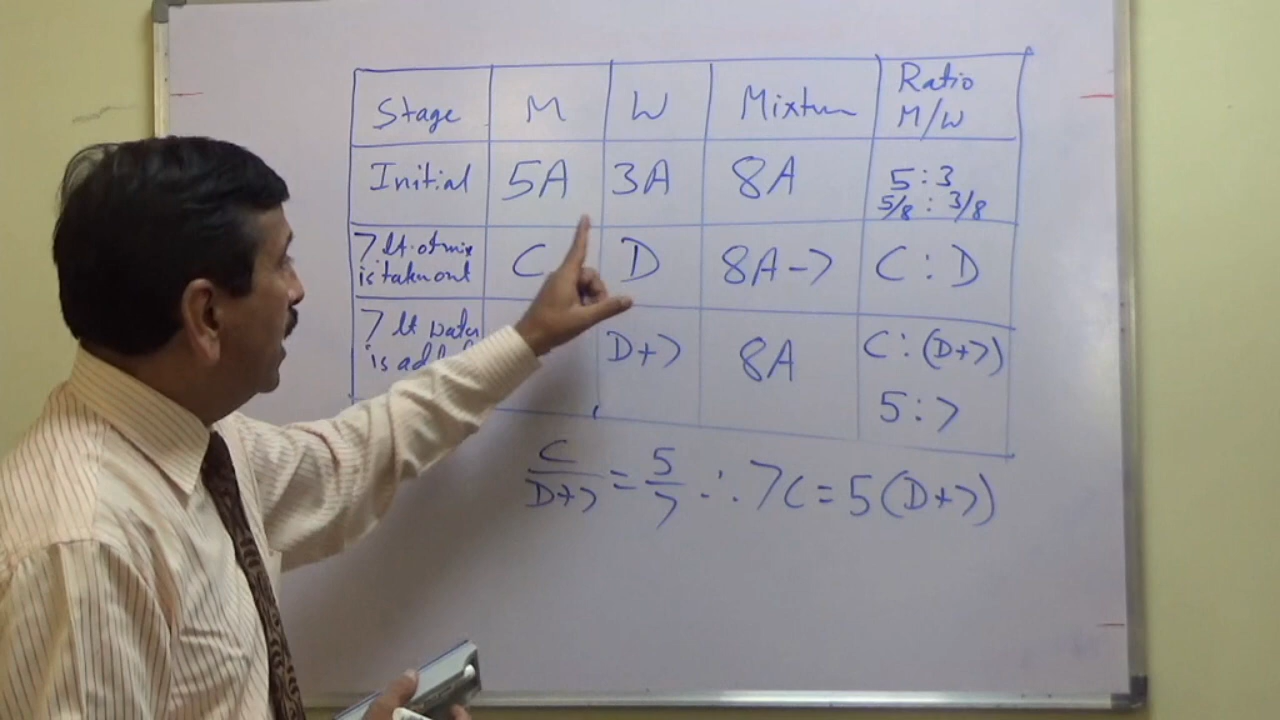 Stage M W Mixture Ratio M/W
Initial 5A 3A 8A 5:3
5/8 : 3/8
7 lt. of mix
is taken out C D 8A-7 C : D
7 lt water
is D+7 8A C : (D+7)
5 : 7
C/D+7 = 5/7 ∴ 7C = 5(D+7)